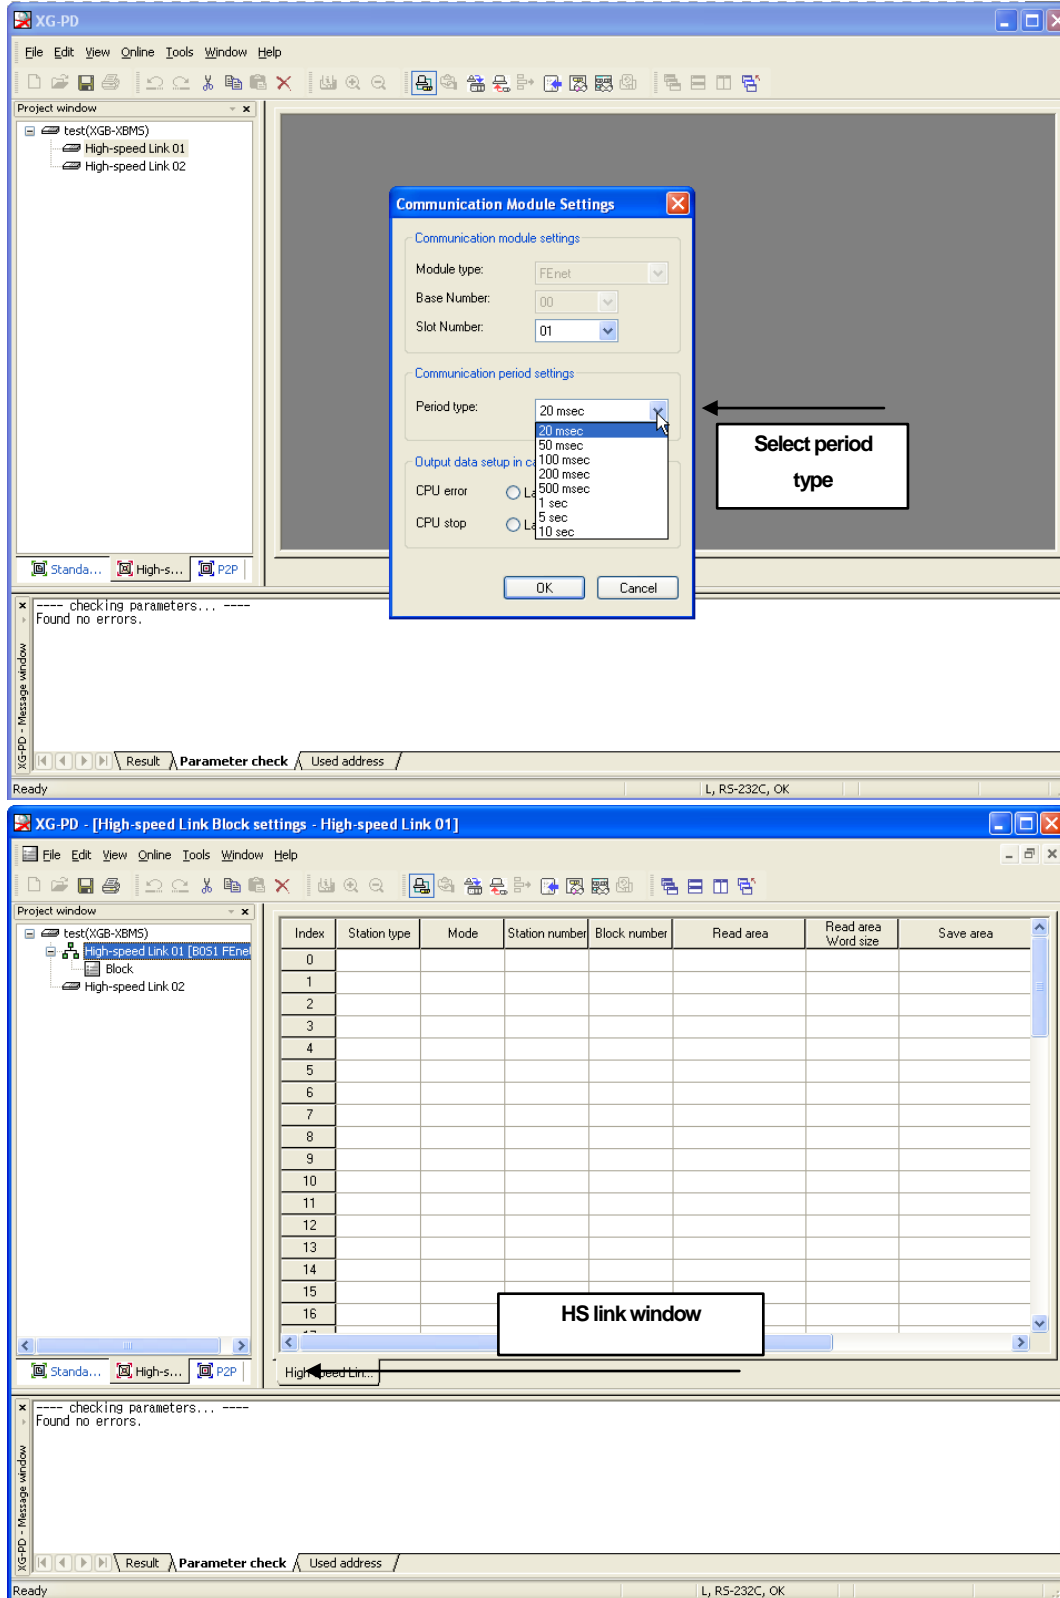 XG-PD
File Edit View Online Tools Window Help
Project window
test(XGB-XBMS)
High-speed Link 01
High-speed Link 02
Communication Module Settings
Communication module settings
Module type: FEnet
Base Number: 00
Slot Number: 01
Communication period settings
Period type: 20 msec
20 msec
50 msec
100 msec
200 msec
500 msec
1 sec
5 sec
10 sec
Select period
type
Output data setup in
CPU error
CPU stop
OK Cancel
Standa... High-s... P2P
---- checking parameters... ----
Found no errors.
XG-PD - Message window
Result Parameter check Used address
Ready L, RS-232C, OK
XG-PD - [High-speed Link Block settings - High-speed Link 01]
File Edit View Online Tools Window Help
Project window
test(XGB-XBMS)
High-speed Link 01 [B0S1 FEnet
Block
High-speed Link 02
Index Station type Mode Station number Block number Read area Read area Word size Save area
0
1
2
3
4
5
6
7
8
9
10
11
12
13
14
15
16
HS link window
Standa... High-s... P2P
High-speed Lin...
---- checking parameters... ----
Found no errors.
XG-PD - Message window
Result Parameter check Used address
Ready L, RS-232C, OK